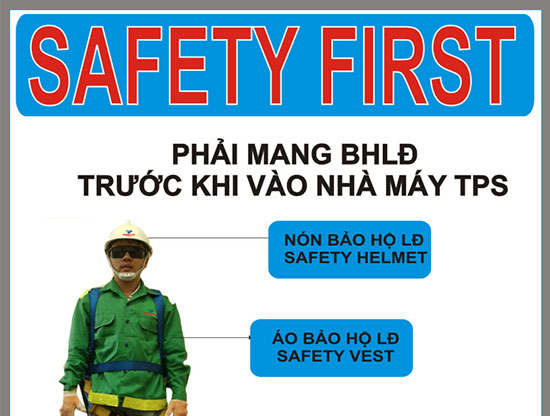 SAFETY FIRST
PHẢI MANG BHLĐ
TRƯỚC KHI VÀO NHÀ MÁY TPS
NÓN BẢO HỘ LĐ
SAFETY HELMET
ÁO BẢO HỘ LĐ
SAFETY VEST